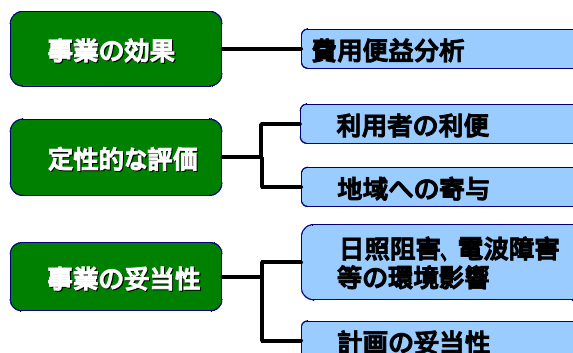 事業の効果
費用便益分析
定性的な評価
利用者の利便
地域への寄与
事業の妥当性
日照阻害、電波障害
等の環境影響
計画の妥当性